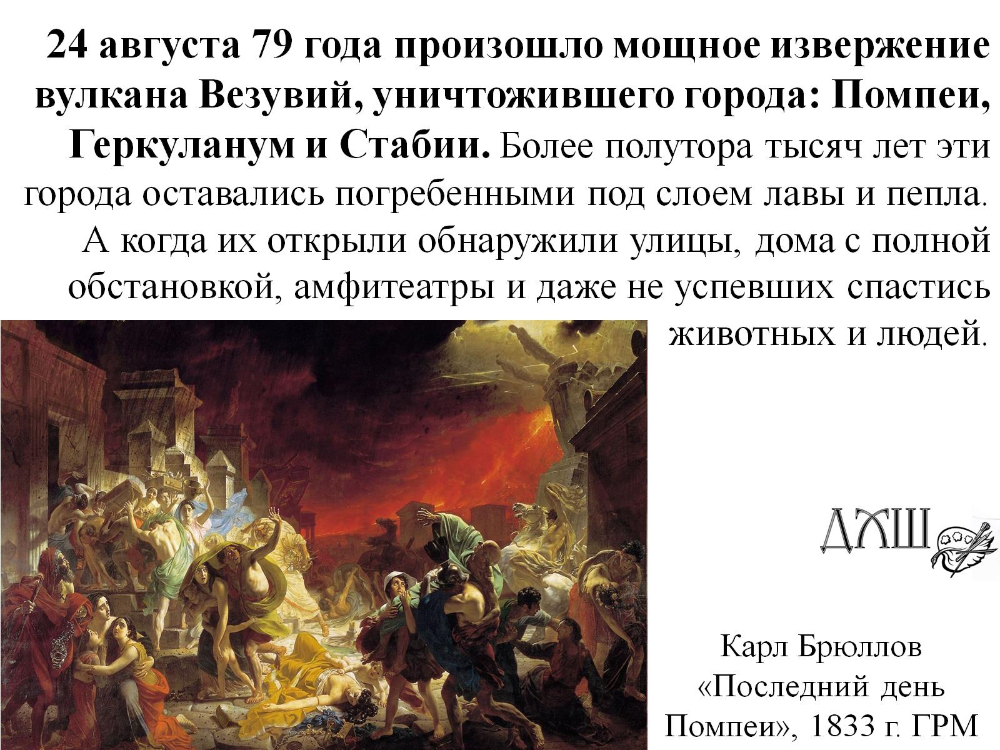 24 августа 79 года произошло мощное извержение
вулкана Везувий, уничтожившего города: Помпеи,
Геркуланум и Стабии. Более полутора тысяч лет эти
города оставались погребенными под слоем лавы и пепла.
А когда их открыли обнаружили улицы, дома с полной
обстановкой, амфитеатры и даже не успевших спастись
животных и людей.
ДХШ
Карл Брюллов
«Последний день
Помпеи», 1833 г. ГРМ